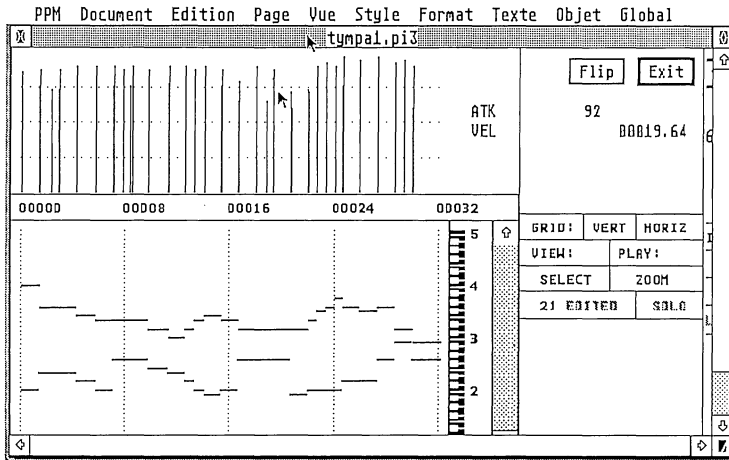 PPM Document Edition Page Vue Style Format Texte Objet Global
tympa1.pi3
Flip Exit
ATK 92
VEL 00019.64
6
00000 00008 00016 00024 00032
5
GRID: VERT HORIZ
VIEW: PLAY:
4
SELECT ZOOM
21 EDITED SOLO
3
2